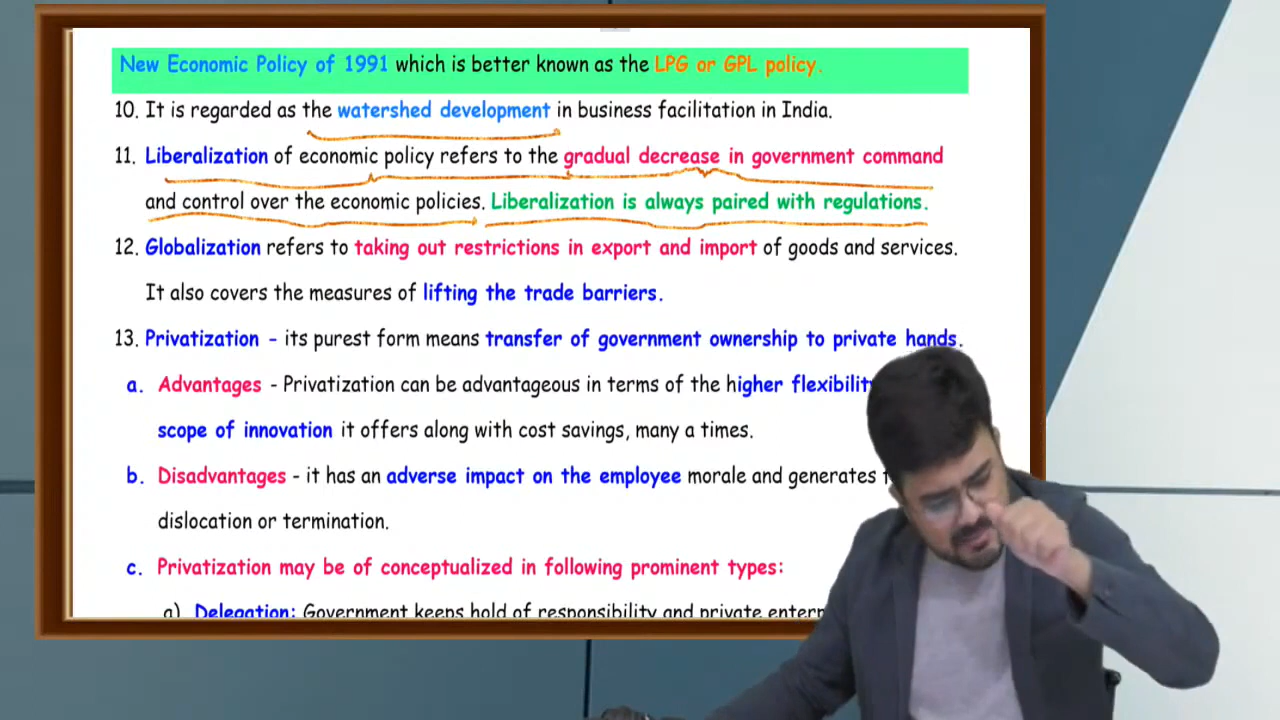 New Economic Policy of 1991 which is better known as the LPG or GPL policy.
10. It is regarded as the watershed development in business facilitation in India.
11. Liberalization of economic policy refers to the gradual decrease in government command
and control over the economic policies. Liberalization is always paired with regulations.
12. Globalization refers to taking out restrictions in export and import of goods and services.
It also covers the measures of lifting the trade barriers.
13. Privatization - its purest form means transfer of government ownership to private hands.
a. Advantages - Privatization can be advantageous in terms of the higher flexibility
scope of innovation it offers along with cost savings, many a times.
b. Disadvantages - it has an adverse impact on the employee morale and generates
dislocation or termination.
c. Privatization may be of conceptualized in following prominent types:
a) Delegation: Government keeps hold of responsibility and private